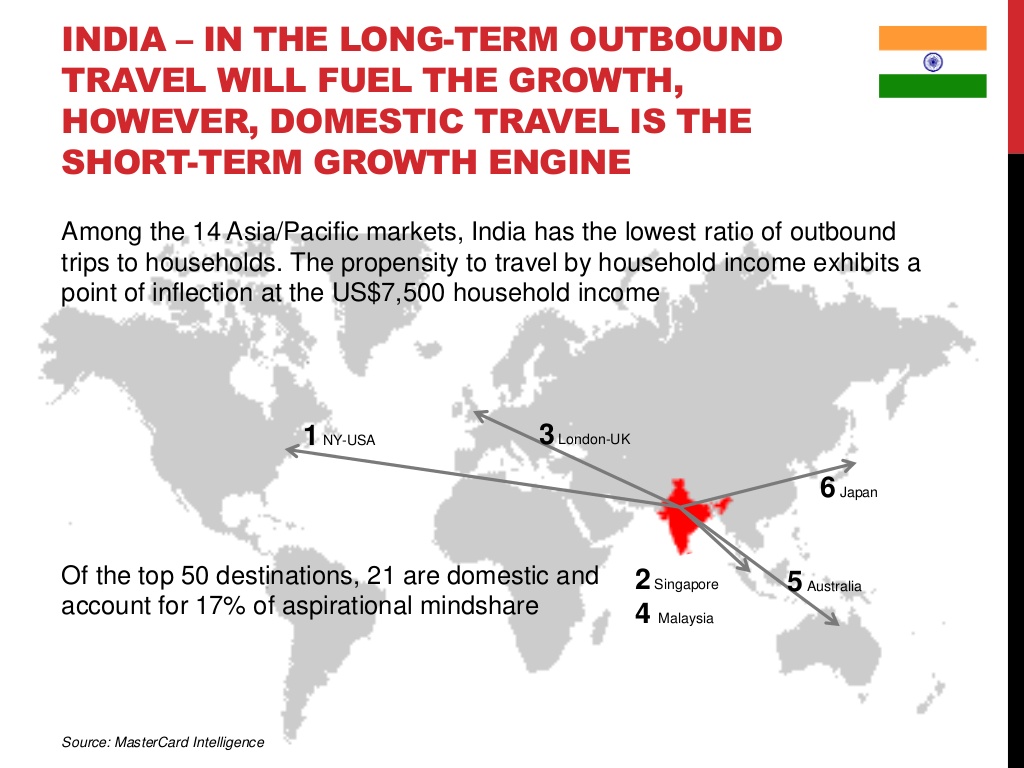 INDIA – IN THE LONG-TERM OUTBOUND
TRAVEL WILL FUEL THE GROWTH,
HOWEVER, DOMESTIC TRAVEL IS THE
SHORT-TERM GROWTH ENGINE
Among the 14 Asia/Pacific markets, India has the lowest ratio of outbound
trips to households. The propensity to travel by household income exhibits a
point of inflection at the US$7,500 household income
1 NY-USA
3 London-UK
6 Japan
Of the top 50 destinations, 21 are domestic and
account for 17% of aspirational mindshare
2 Singapore
5 Australia
4 Malaysia
Source: MasterCard Intelligence